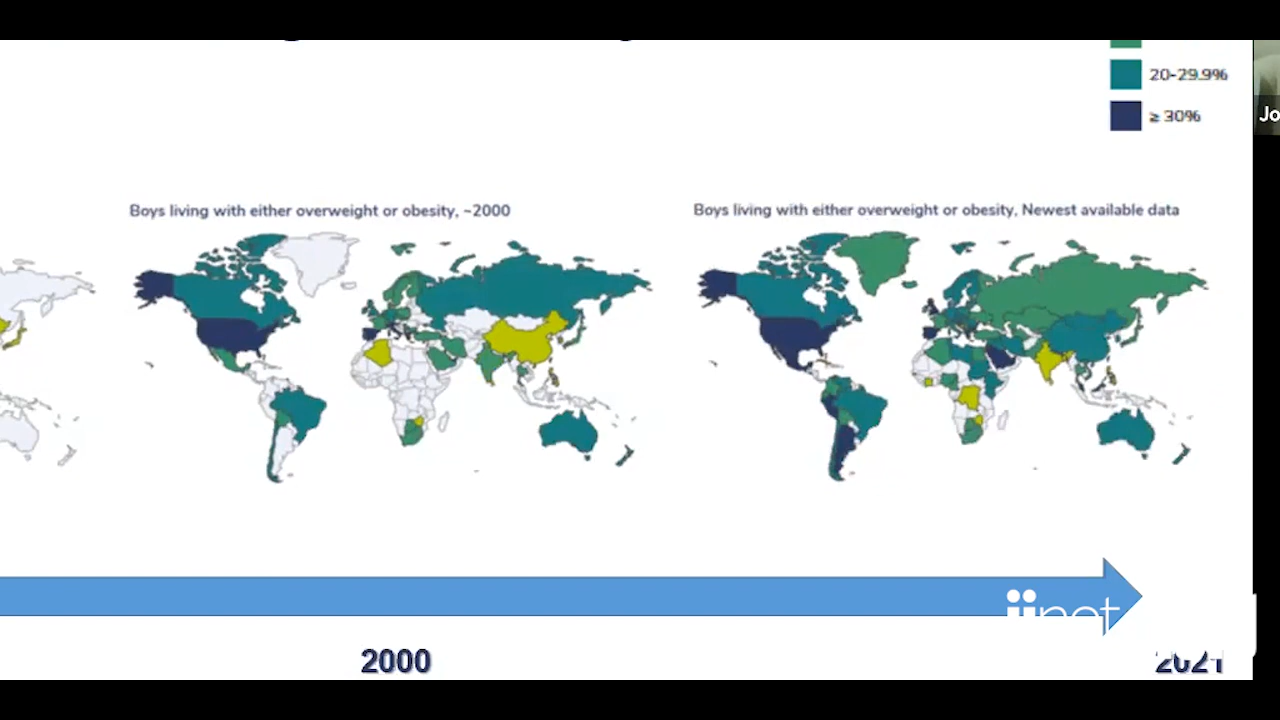 20-29.9%
≥ 30%
Jo
Boys living with either overweight or obesity, ~2000
Boys living with either overweight or obesity, Newest available data
iinet
2000
2021